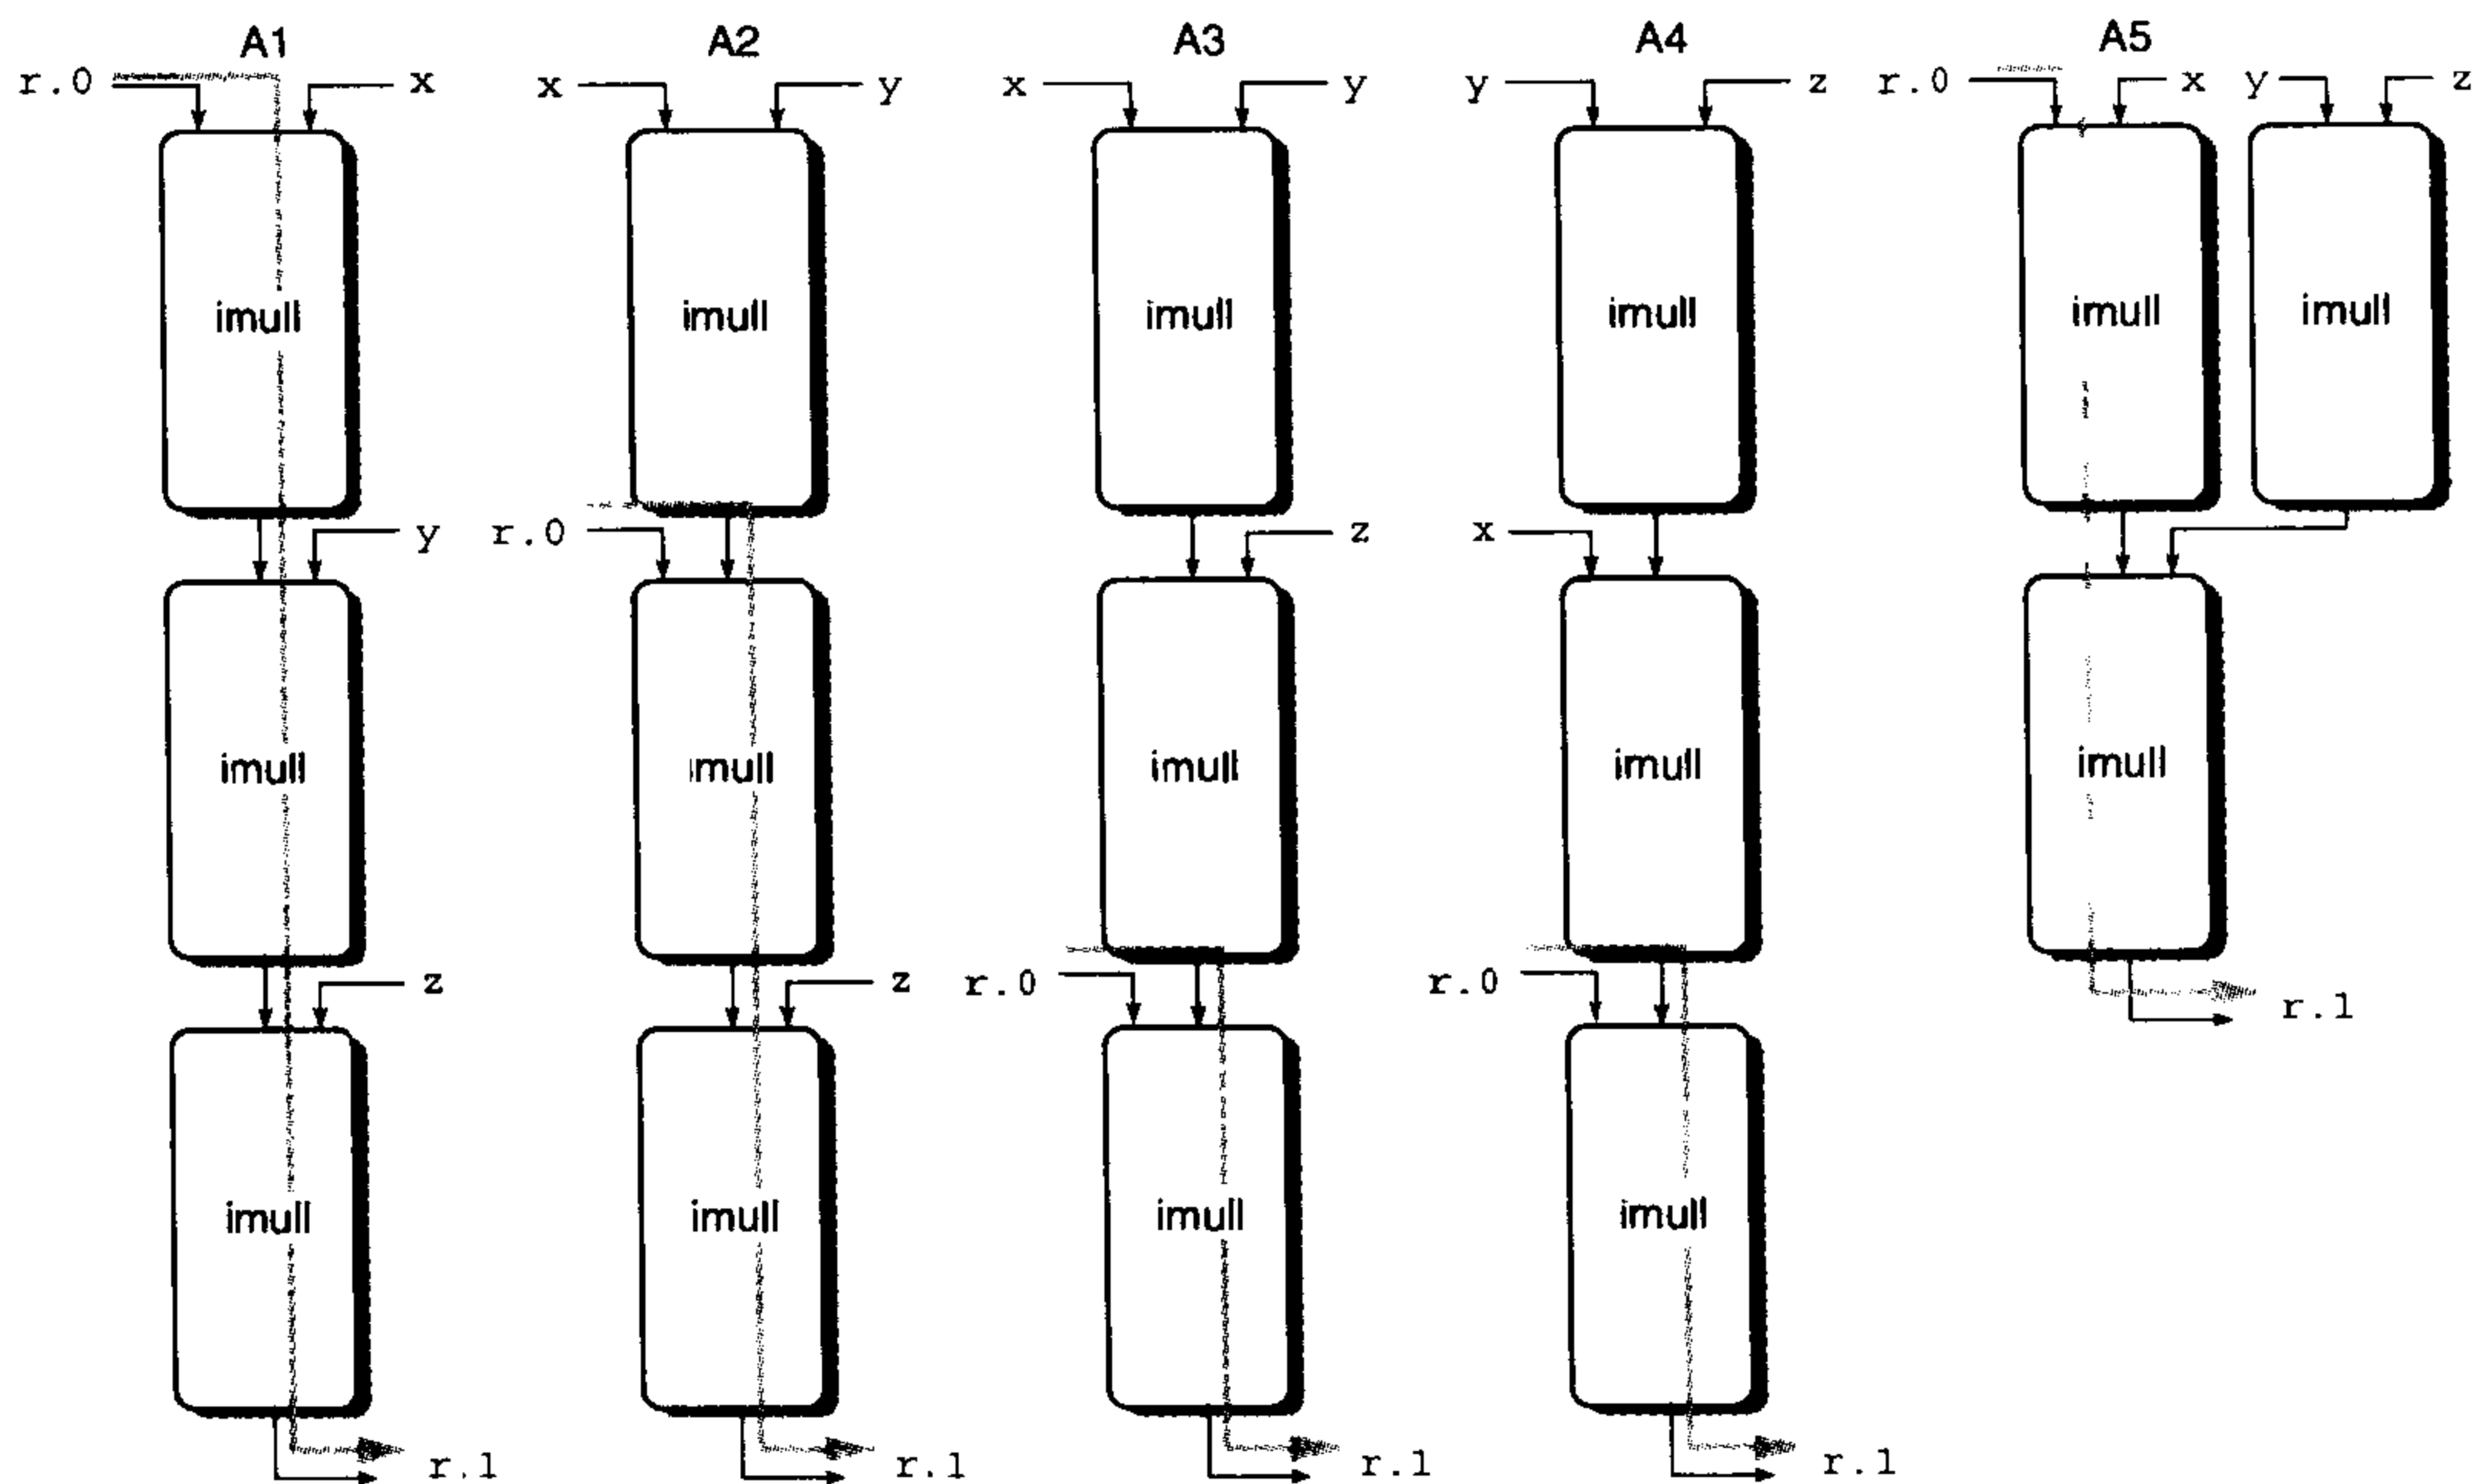 A1 A2 A3 A4 A5
r.0 x x y x y y z r.0 x y z
imull imull imull imull imull imull
y r.0 z x
imull imull imull imull imull
z z r.0 r.0 r.1
imull imull imull imull
r.1 r.1 r.1 r.1